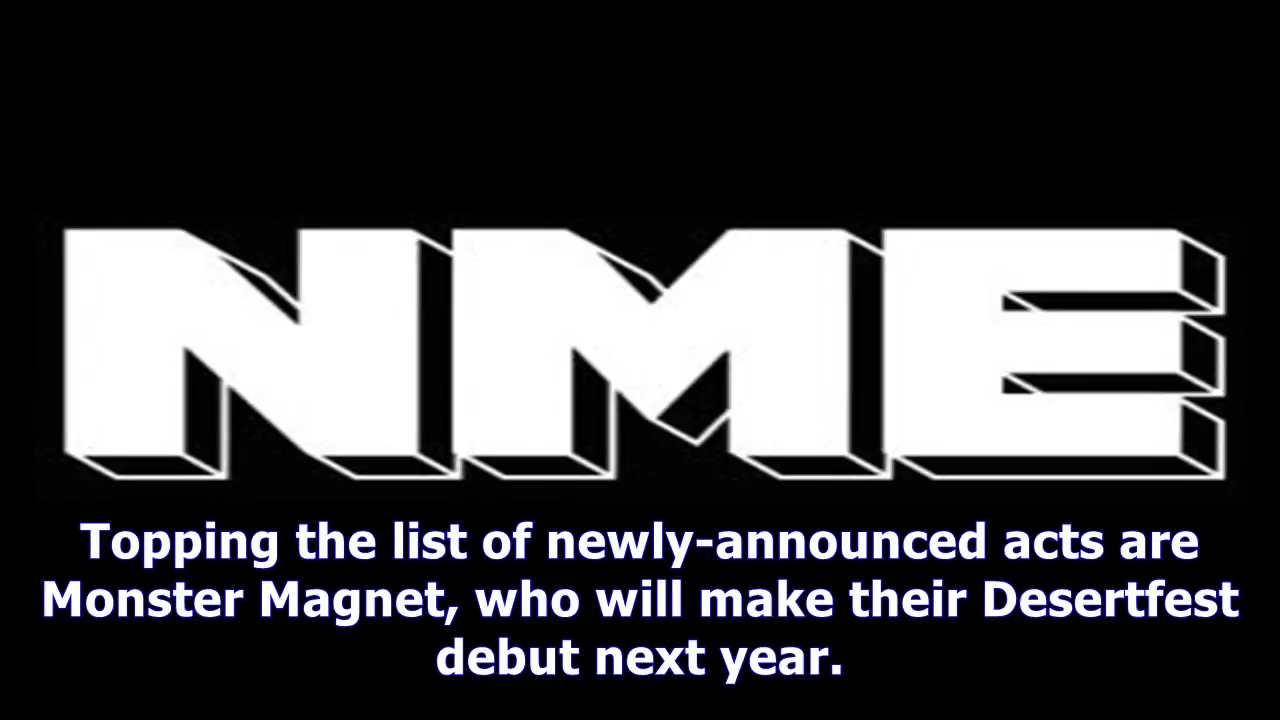 NME
Topping the list of newly-announced acts are
Monster Magnet, who will make their Desertfest
debut next year.